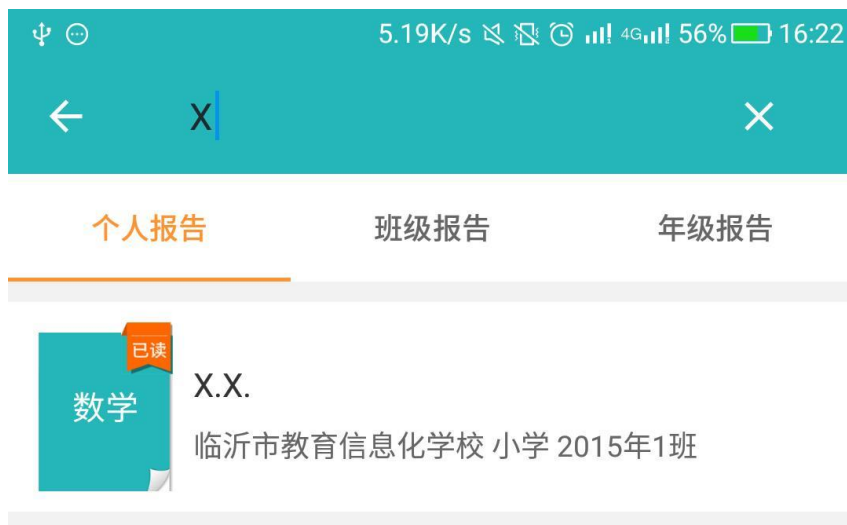 5.19K/s 4G 56% 16:22
X
个人报告 班级报告 年级报告
已读
数学
X.X.
临沂市教育信息化学校 小学 2015年1班